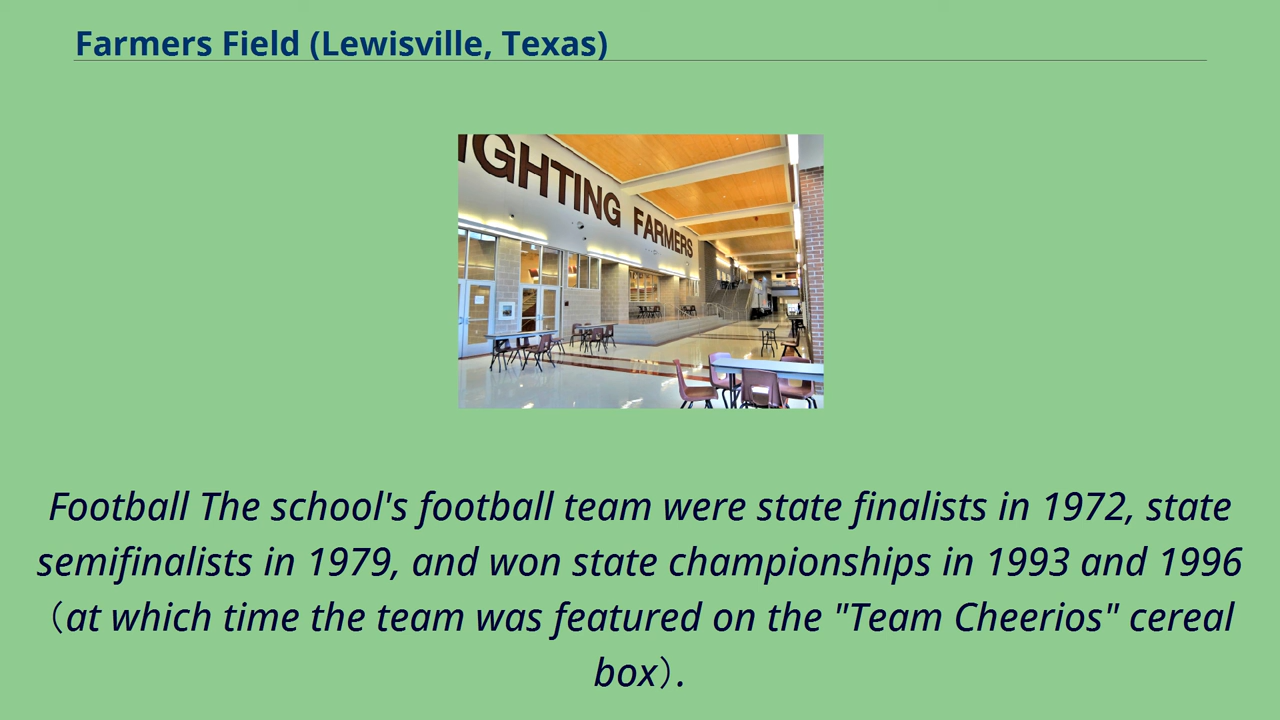 Farmers Field (Lewisville, Texas)
IGHTING FARMERS
Football The school's football team were state finalists in 1972, state
semifinalists in 1979, and won state championships in 1993 and 1996
（at which time the team was featured on the "Team Cheerios" cereal
box）.